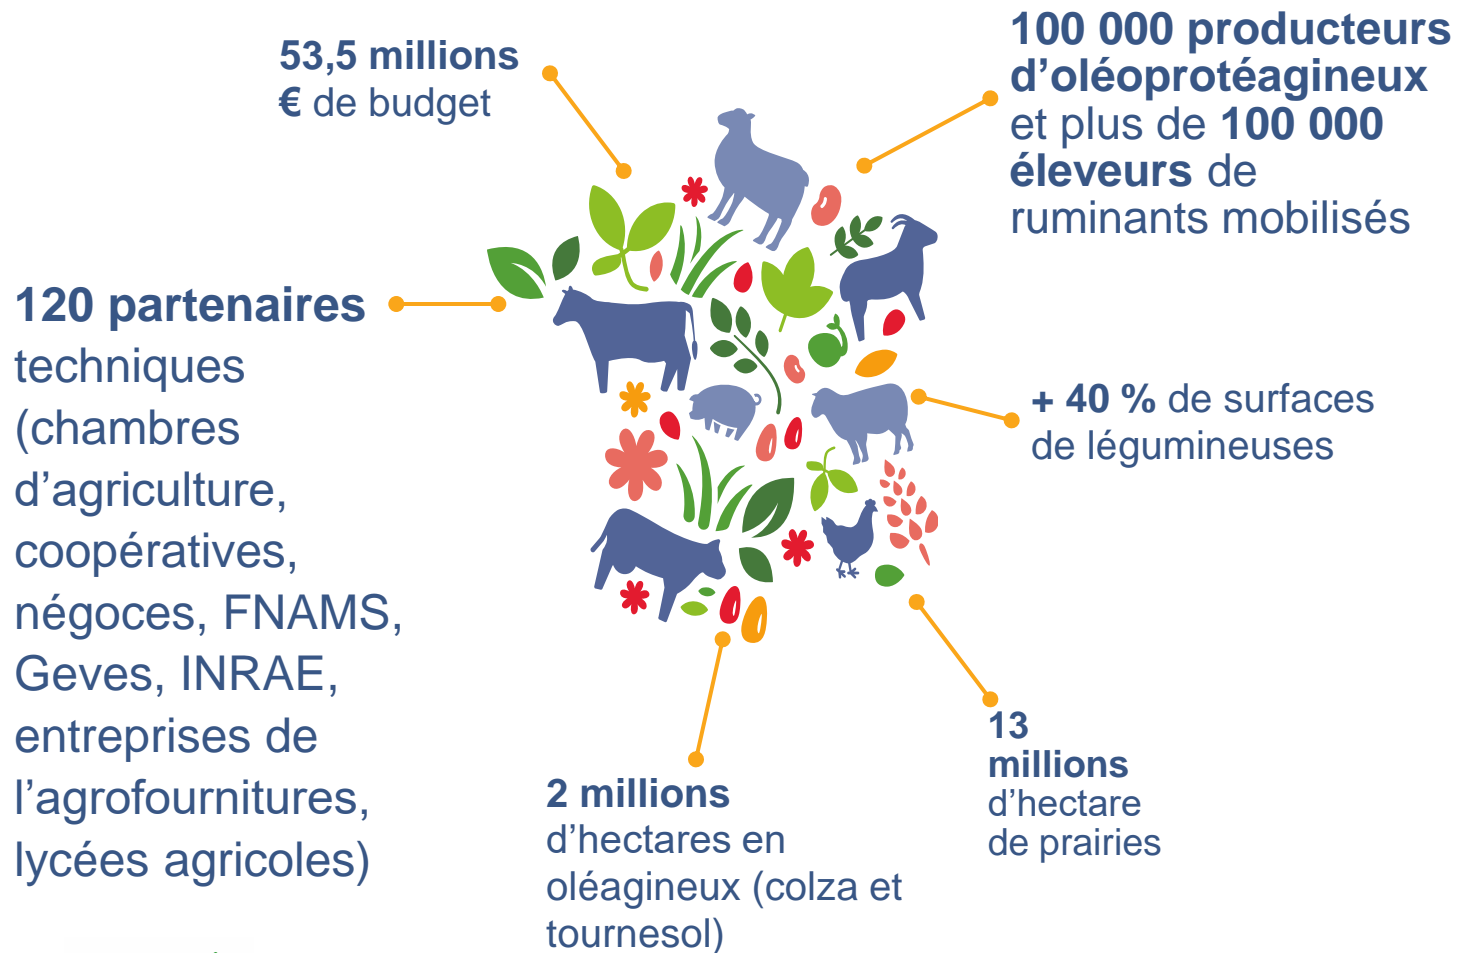 53,5 millions
€ de budget
100 000 producteurs
d’oléoprotéagineux
et plus de 100 000
éleveurs de
ruminants mobilisés
120 partenaires
techniques
(chambres
d’agriculture,
coopératives,
négoces, FNAMS,
Geves, INRAE,
entreprises de
l’agrofournitures,
lycées agricoles)
+ 40 % de surfaces
de légumineuses
13
millions
d’hectare
de prairies
2 millions
d’hectares en
oléagineux (colza et
tournesol)